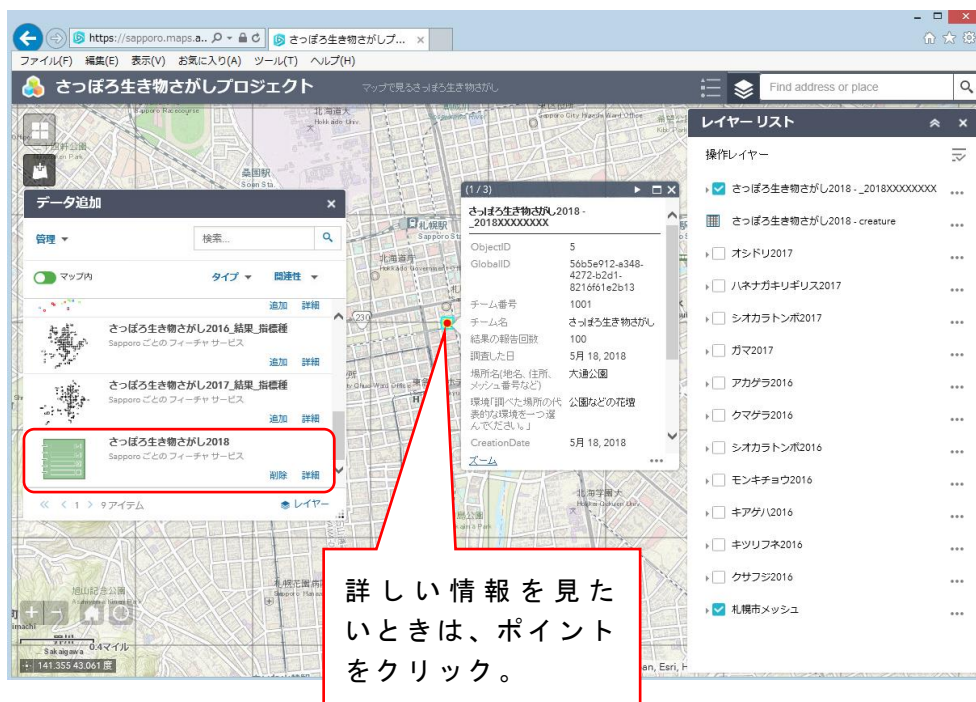 https://sapporo.maps.a..
さっぽろ生き物さがしプ...
ファイル(F) 編集(E) 表示(V) お気に入り(A) ツール(T) ヘルプ(H)
さっぽろ生き物さがしプロジェクト
マップで見るさっぽろ生き物さがし
Find address or place
データ追加
管理
検索...
マップ内
タイプ
関連性
追加 詳細
さっぽろ生き物さがし2016_結果_指標種
Sapporo ごとのフィーチャ サービス
追加 詳細
さっぽろ生き物さがし2017_結果_指標種
Sapporo ごとのフィーチャ サービス
追加 詳細
さっぽろ生き物さがし2018
Sapporo ごとのフィーチャ サービス
削除 詳細
« < 1 > 9アイテム
レイヤー
(1 / 3)
さっぽろ生き物さがし2018 -
_2018XXXXXXXX
ObjectID 5
GlobalID 56b5e912-a348-
4272-b2d1-
8216f61e2b13
チーム番号 1001
チーム名 さっぽろ生き物さがし
結果の報告回数 100
調査した日 5月 18, 2018
場所名(地名、住所、
メッシュ番号など) 大通公園
環境「調べた場所の代
表的な環境を一つ選
んでください。」 公園などの花壇
CreationDate 5月 18, 2018
ズーム
レイヤー リスト
操作レイヤー
さっぽろ生き物さがし2018 - _2018XXXXXXXX
さっぽろ生き物さがし2018 - creature
オシドリ2017
ハネナガキリギリス2017
シオカラトンボ2017
ガマ2017
アカゲラ2016
クマゲラ2016
シオカラトンボ2016
モンキチョウ2016
キアゲハ2016
キツリフネ2016
クサフジ2016
札幌市メッシュ
桑園駅
Soen Sta
札幌駅
230
旭山記念公園
0.4マイル
141.355 43.061 度
詳しい情報を見た
いときは、ポイント
をクリック。